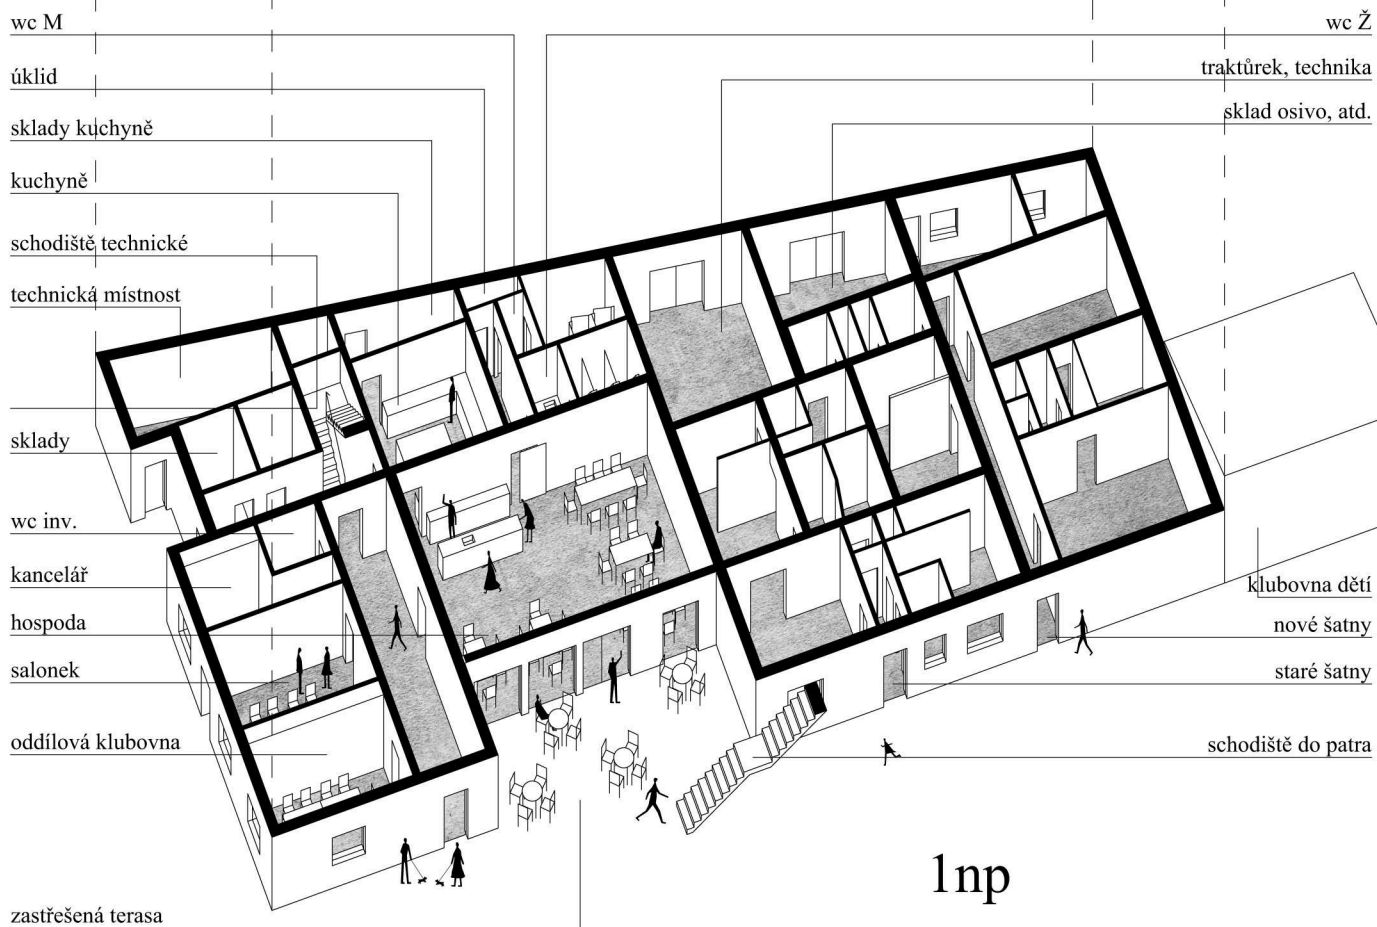 wc M
úklid
sklady kuchyně
kuchyně
schodiště technické
technická místnost
sklady
wc inv.
kancelář
hospoda
salonek
oddílová klubovna
zastřešená terasa
wc Ž
traktůrek, technika
sklad osivo, atd.
klubovna dětí
nové šatny
staré šatny
schodiště do patra
1np